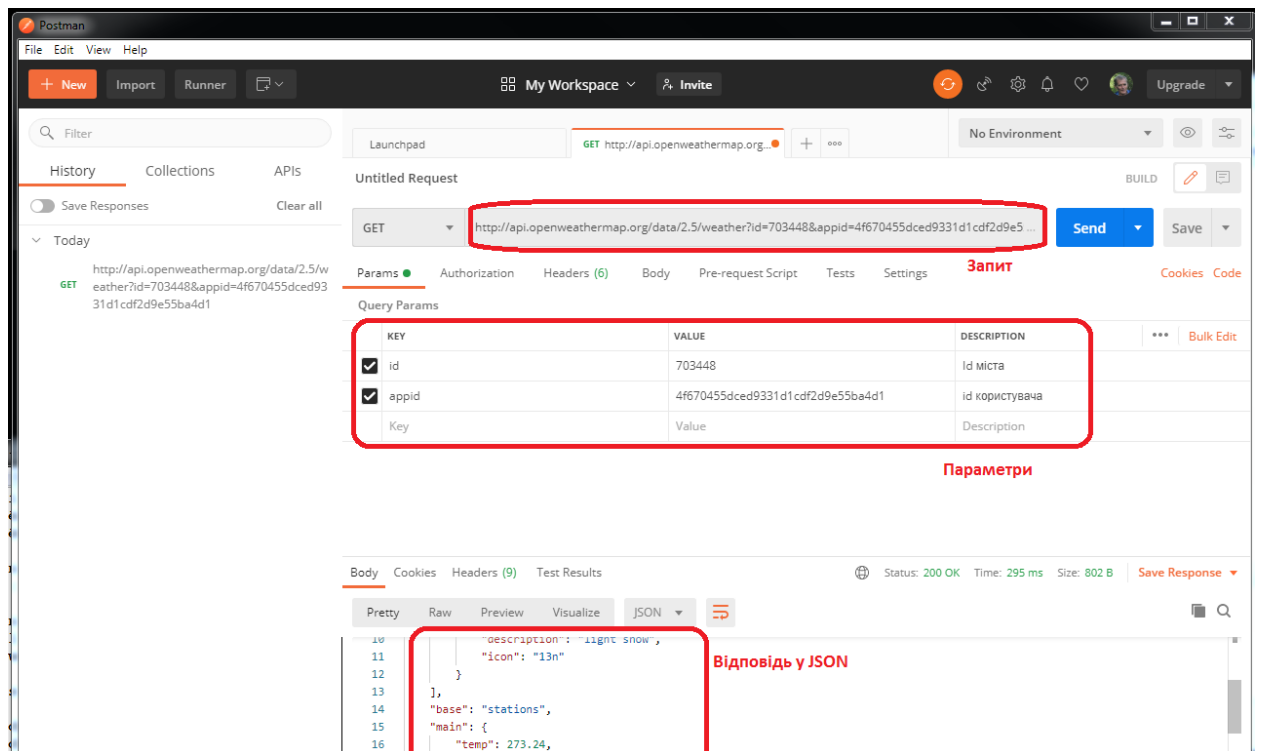 Postman
File Edit View Help
+ New Import Runner My Workspace Invite Upgrade
Filter
History Collections APIs
Save Responses Clear all
Today
GET http://api.openweathermap.org/data/2.5/w
eather?id=703448&appid=4f670455dced93
31d1cdf2d9e55ba4d1
Launchpad GET http://api.openweathermap.org... + ooo No Environment
Untitled Request BUILD
GET http://api.openweathermap.org/data/2.5/weather?id=703448&appid=4f670455dced9331d1cdf2d9e5 ... Send Save
Запит
Params Authorization Headers (6) Body Pre-request Script Tests Settings Cookies Code
Query Params
KEY VALUE DESCRIPTION ••• Bulk Edit
id 703448 Id міста
appid 4f670455dced9331d1cdf2d9e55ba4d1 id користувача
Key Value Description
Параметри
Body Cookies Headers (9) Test Results Status: 200 OK Time: 295 ms Size: 802 B Save Response
Pretty Raw Preview Visualize JSON
Відповідь у JSON
10 "description": "light snow",
11 "icon": "13n"
12 }
13 ],
14 "base": "stations",
15 "main": {
16 "temp": 273.24,